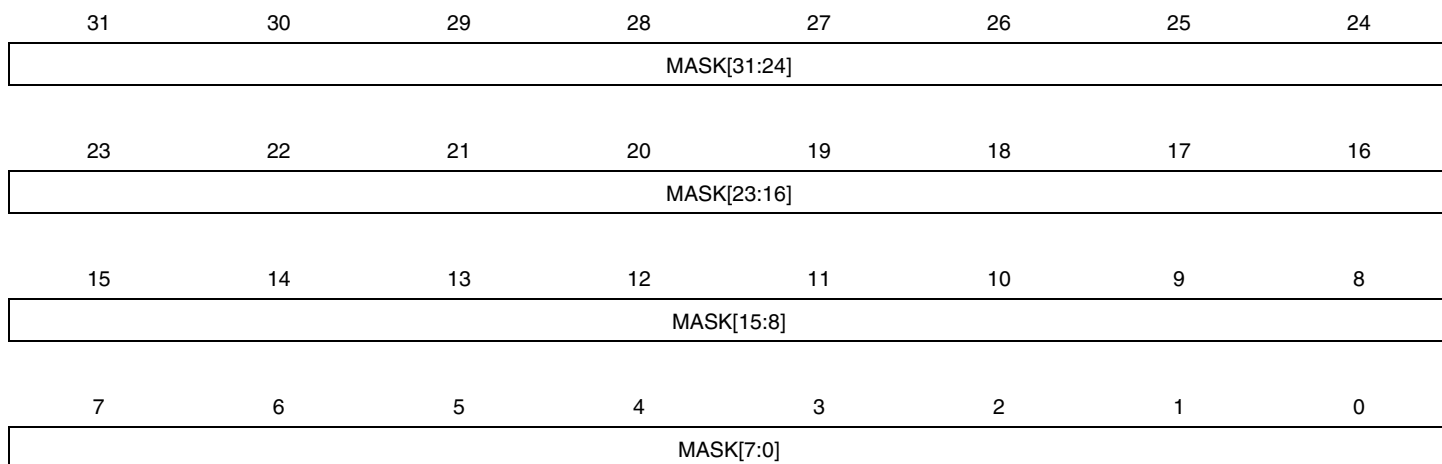 31 30 29 28 27 26 25 24
MASK[31:24]
23 22 21 20 19 18 17 16
MASK[23:16]
15 14 13 12 11 10 9 8
MASK[15:8]
7 6 5 4 3 2 1 0
MASK[7:0]